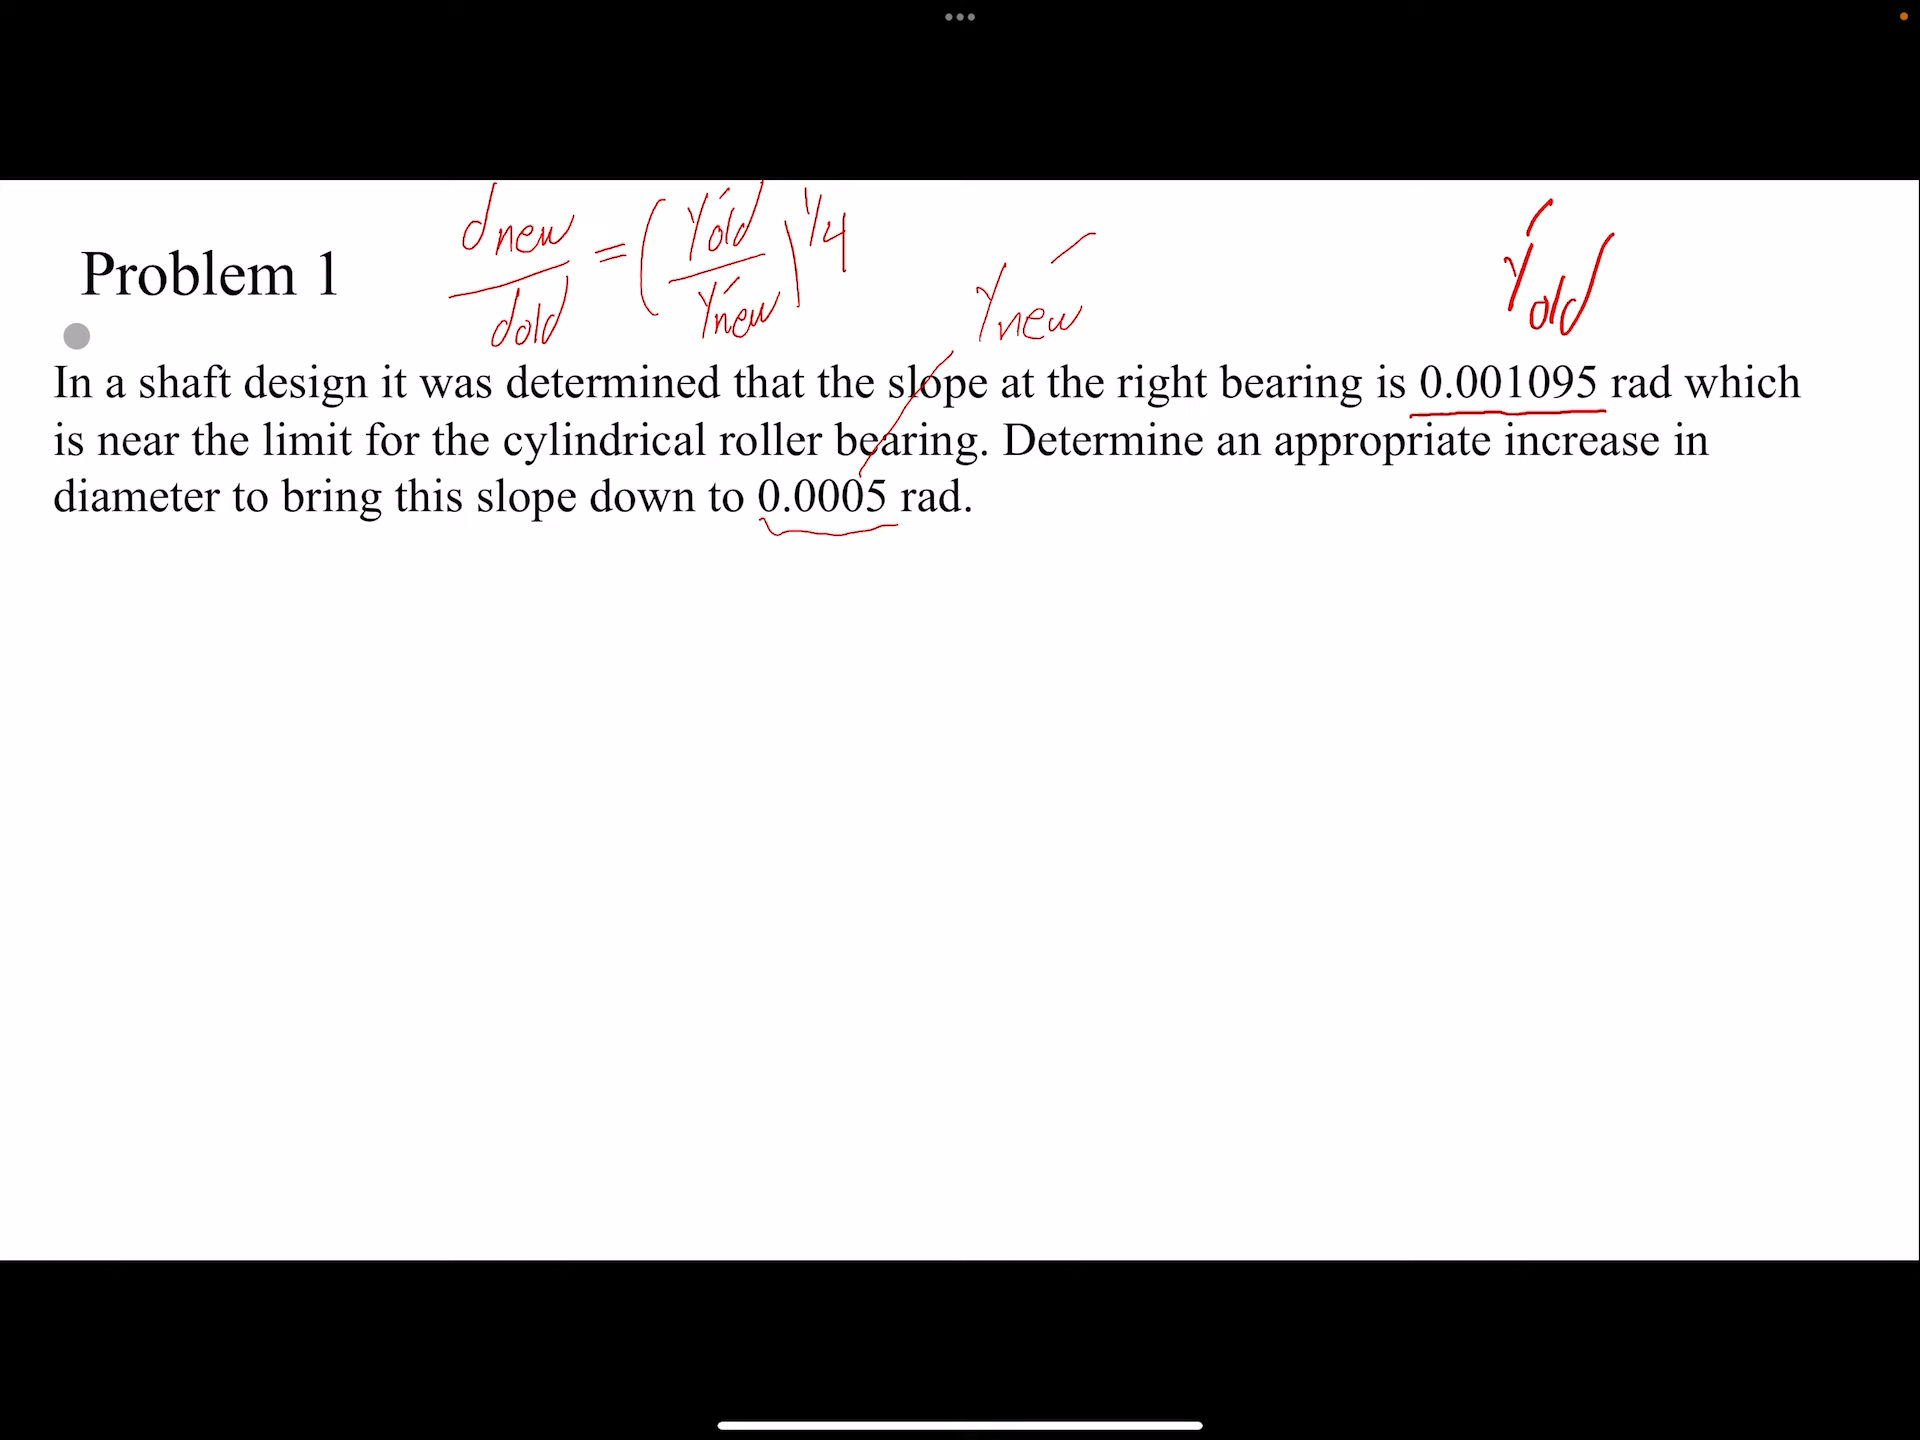 d new / d old = ( y' old / y' new ) 1/4
Problem 1
y' new
y' old
In a shaft design it was determined that the slope at the right bearing is 0.001095 rad which
is near the limit for the cylindrical roller bearing. Determine an appropriate increase in
diameter to bring this slope down to 0.0005 rad.